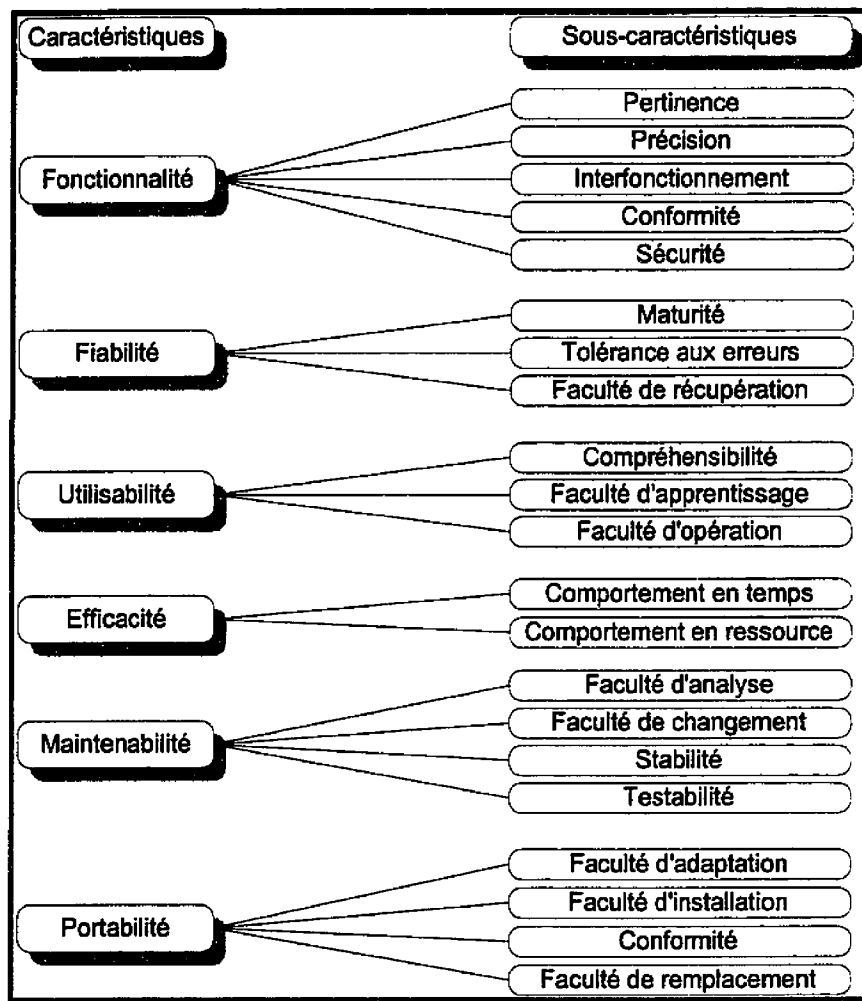 Caractéristiques
Sous-caractéristiques
Fonctionnalité
Pertinence
Précision
Interfonctionnement
Conformité
Sécurité
Fiabilité
Maturité
Tolérance aux erreurs
Faculté de récupération
Utilisabilité
Compréhensibilité
Faculté d'apprentissage
Faculté d'opération
Efficacité
Comportement en temps
Comportement en ressource
Maintenabilité
Faculté d'analyse
Faculté de changement
Stabilité
Testabilité
Portabilité
Faculté d'adaptation
Faculté d'installation
Conformité
Faculté de remplacement